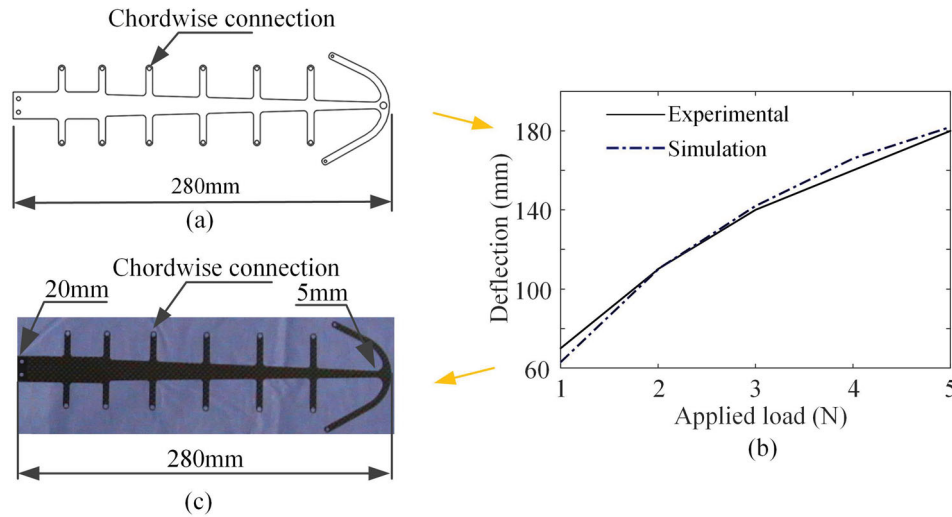 Chordwise connection
280mm
(a)
Chordwise connection
20mm
5mm
280mm
(c)
Experimental
Simulation
Deflection (mm)
180
140
100
60
1 2 3 4 5
Applied load (N)
(b)